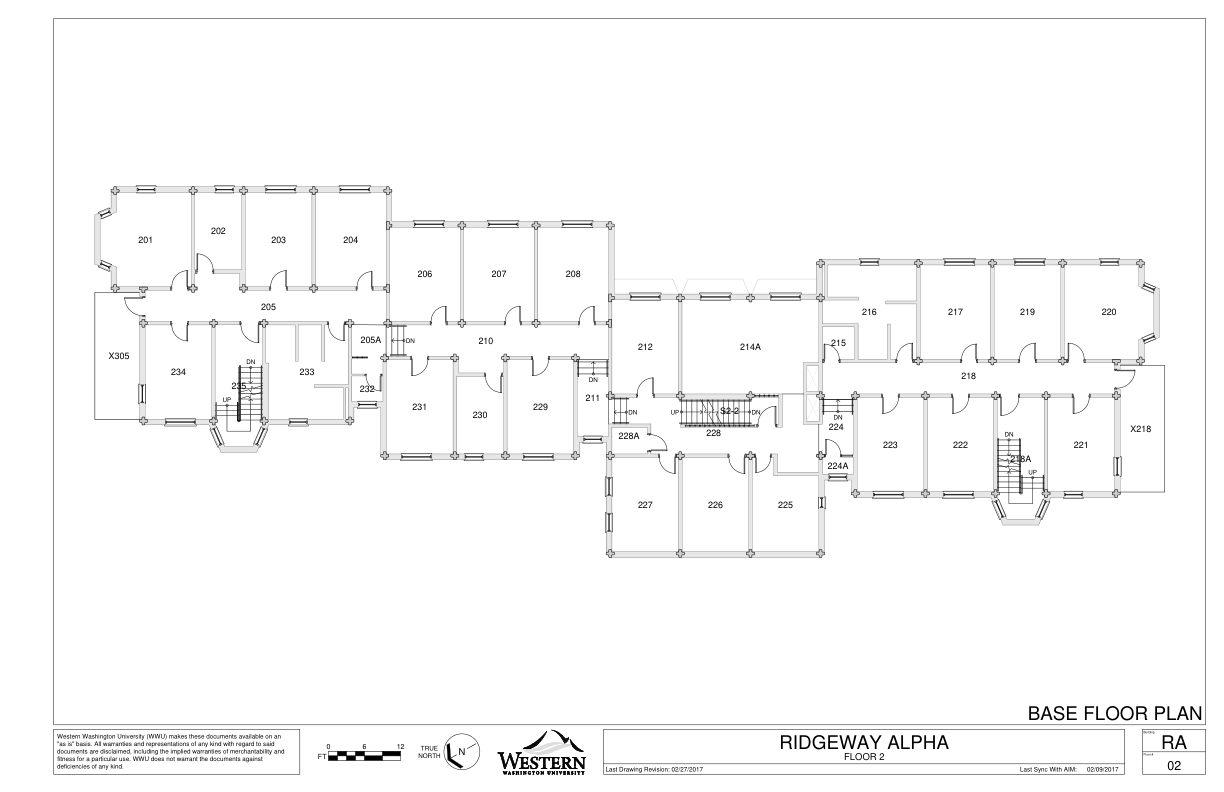 201
202
203
204
206
207
208
205
X305
234
235
DN
UP
233
205A
DN
232
210
231
230
229
DN
211
212
214A
DN
228A
UP
S2-2
DN
228
227
226
225
215
216
217
219
220
218
DN
224
224A
223
222
DN
218A
UP
221
X218
BASE FLOOR PLAN
Western Washington University (WWU) makes these documents available on an
"as is" basis. All warranties and representations of any kind with regard to said
documents are disclaimed, including the implied warranties of merchantability and
fitness for a particular use. WWU does not warrant the documents against
deficiencies of any kind.
FT 0 6 12
TRUE
NORTH
N
WESTERN
WASHINGTON UNIVERSITY
RIDGEWAY ALPHA
FLOOR 2
Last Drawing Revision: 02/27/2017
Last Sync With AIM: 02/09/2017
RA
02